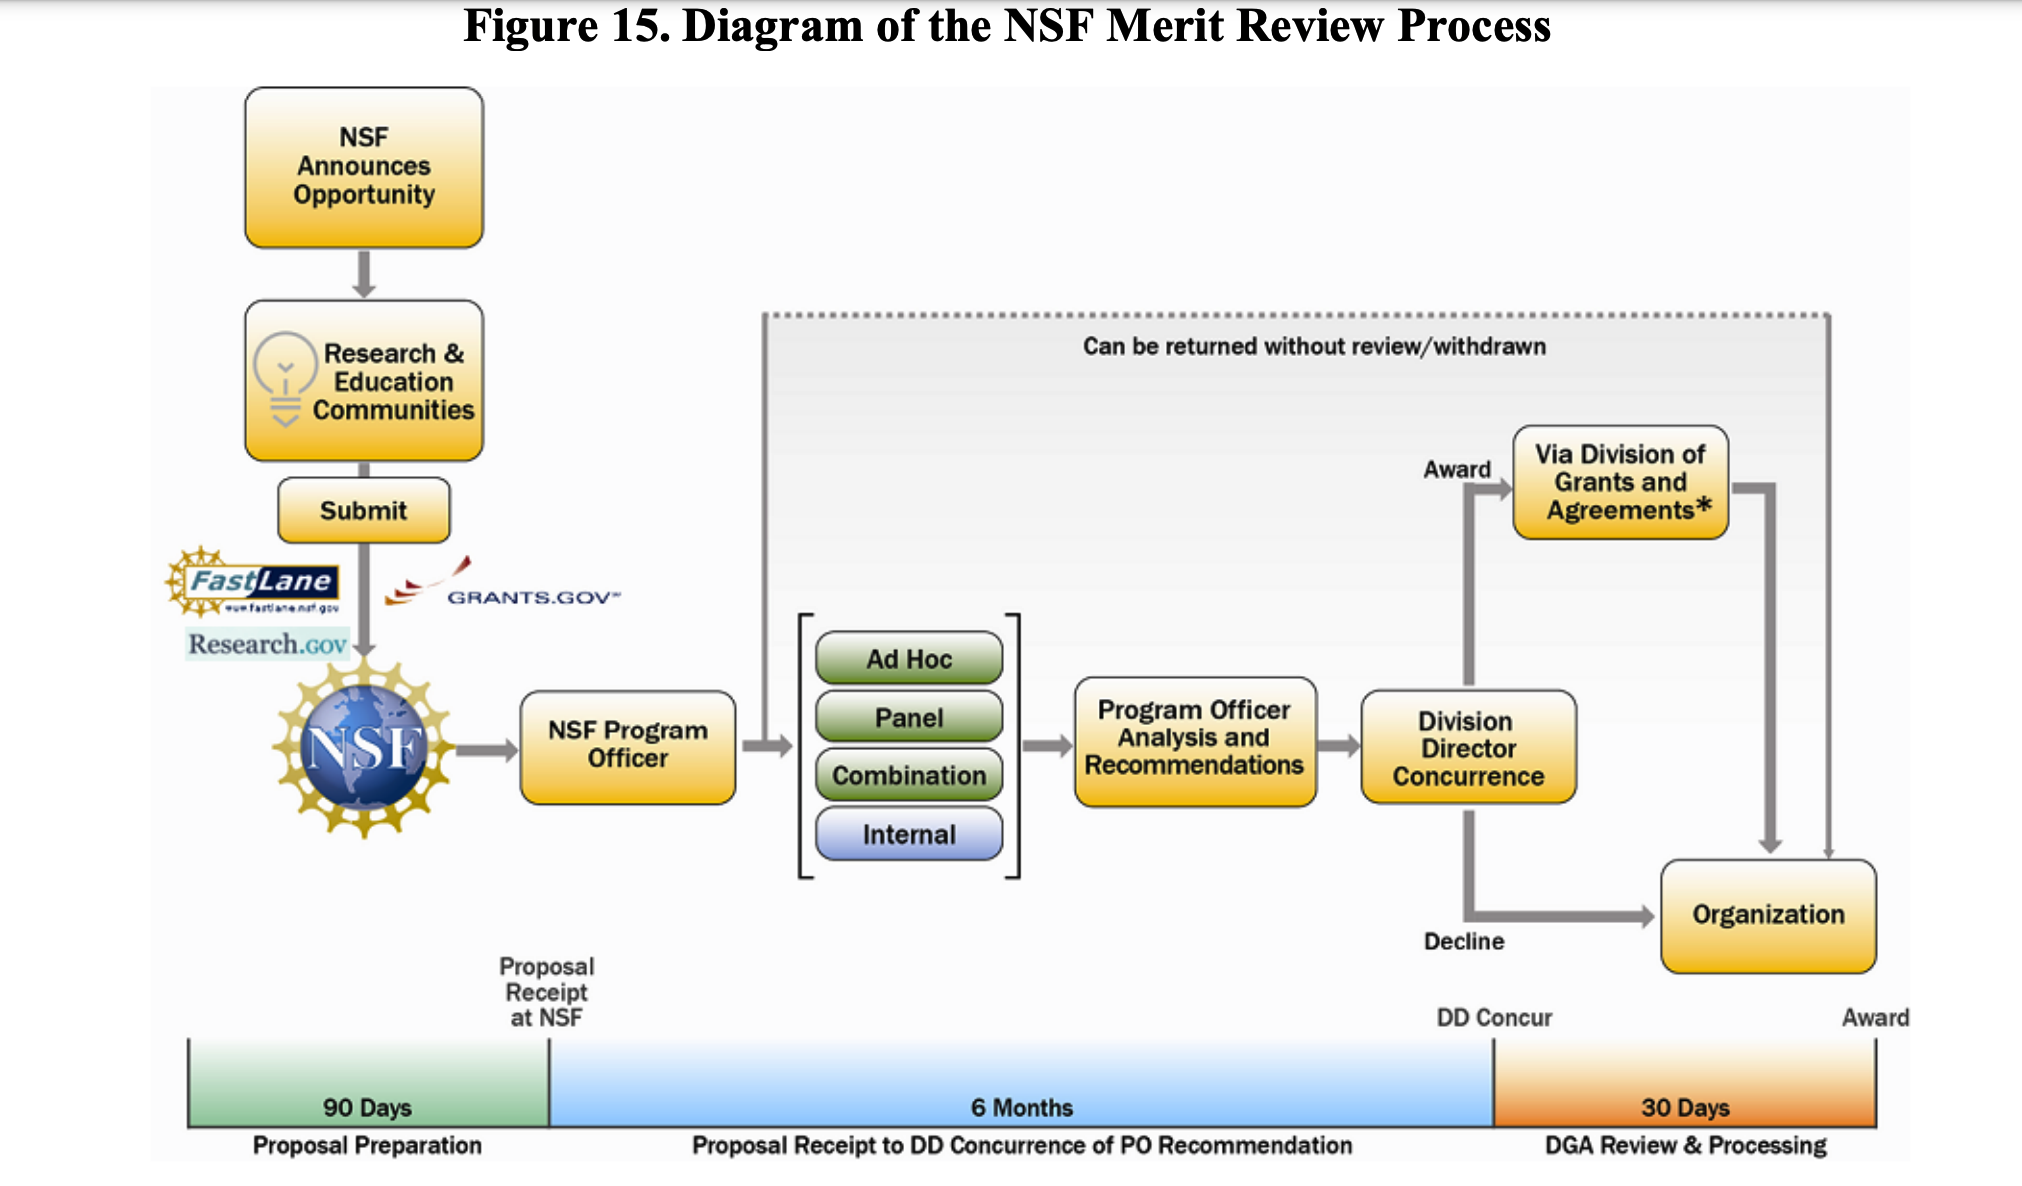 Figure 15. Diagram of the NSF Merit Review Process
NSF
Announces
Opportunity
Research &
Education
Communities
Submit
FastLane
www.fastlane.nsf.gov
GRANTS.GOV℠
Research.gov
NSF
NSF Program
Officer
Can be returned without review/withdrawn
Ad Hoc
Panel
Combination
Internal
Program Officer
Analysis and
Recommendations
Division
Director
Concurrence
Award
Via Division of
Grants and
Agreements*
Decline
Organization
Proposal
Receipt
at NSF
DD Concur
Award
90 Days
6 Months
30 Days
Proposal Preparation
Proposal Receipt to DD Concurrence of PO Recommendation
DGA Review & Processing